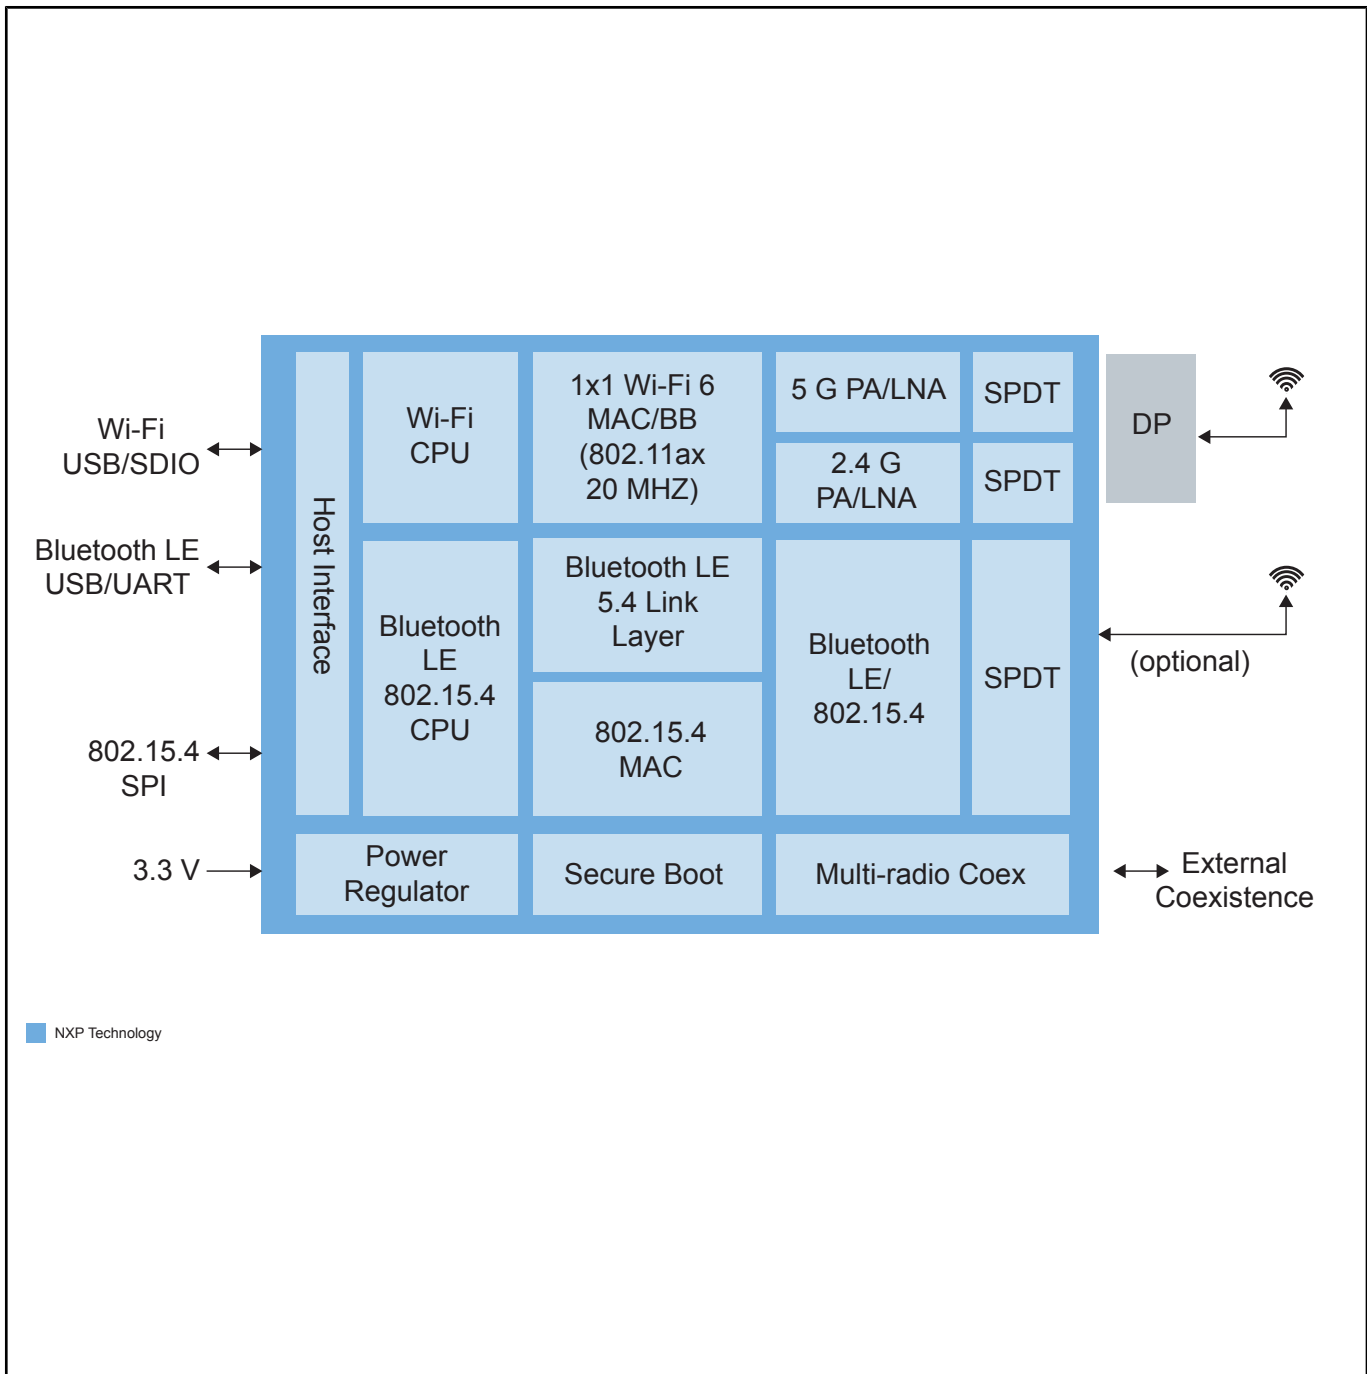 Wi-Fi
USB/SDIO
Bluetooth LE
USB/UART
802.15.4
SPI
3.3 V
Host Interface
Wi-Fi
CPU
Bluetooth
LE
802.15.4
CPU
Power
Regulator
1x1 Wi-Fi 6
MAC/BB
(802.11ax
20 MHZ)
Bluetooth LE
5.4 Link
Layer
802.15.4
MAC
Secure Boot
5 G PA/LNA
2.4 G
PA/LNA
Bluetooth
LE/
802.15.4
Multi-radio Coex
SPDT
SPDT
SPDT
DP
(optional)
External
Coexistence
NXP Technology